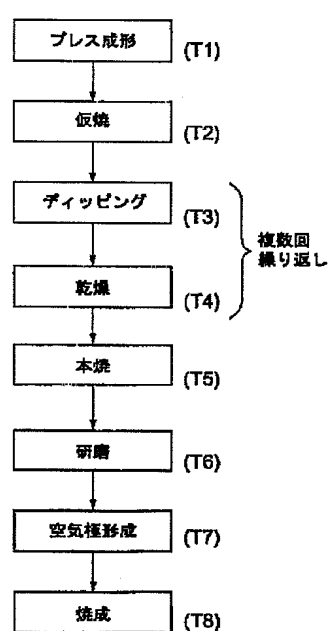 プレス成形
(T1)
仮焼
(T2)
ディッピング
(T3)
複数回
繰り返し
乾燥
(T4)
本焼
(T5)
研磨
(T6)
空気極形成
(T7)
焼成
(T8)